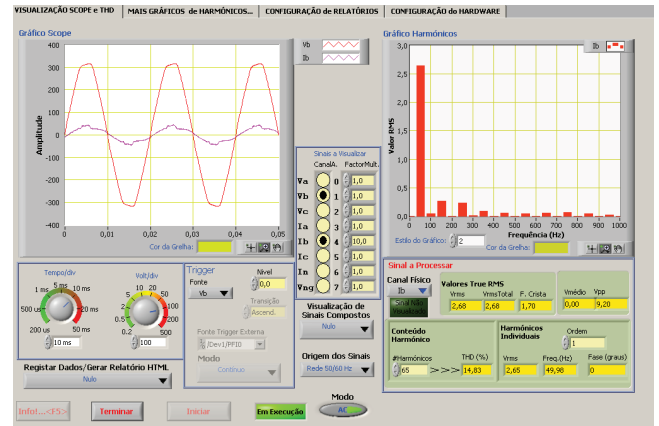 VISUALIZAÇÃO SCOPE e THD
MAIS GRÁFICOS de HARMÓNICOS...
CONFIGURAÇÃO de RELATÓRIOS
CONFIGURAÇÃO do HARDWARE
Gráfico Scope
Vb
Ib
Amplitude
400
300
200
100
0
-100
-200
-300
-400
0
0,01
0,02
0,03
0,04
0,05
Cor da Grelha:
Sinais a Visualizar
CanalA. FactorMult.
Va 0 1,0
Vb 1 1,0
Vc 2 1,0
Ia 3 1,0
Ib 4 10,0
Ic 5 1,0
In 6 1,0
Vng 7 1,0
Gráfico Harmónicos
Ib
Valor RMS
3,0
2,5
2,0
1,5
1,0
0,5
0,0
0 100 200 300 400 500 600 700 800 900 1000
Frequência (Hz)
Estilo do Gráfico: 2
Cor da Grelha:
Tempo/div
1 ms 5 ms 10 ms
500 us 20 ms
200 us 50 ms
10 ms
Volt/div
5 10 20
2 50
1 100
0.5 200
0.2 500
100
Trigger
Fonte
Vb
Nível
0,0
Transição
Ascend.
Fonte Trigger Externa
/Dev1/PFI0
Modo
Contínuo
Visualização de
Sinais Compostos
Nulo
Origem dos Sinais
Rede 50/60 Hz
Registar Dados/Gerar Relatório HTML
Nulo
Sinal a Processar
Canal Físico
Ib
Sinal Não
Visualizado
Valores True RMS
Vrms VrmsTotal F. Crista
2,68 2,68 1,70
Vmédio Vpp
0,00 9,20
Conteúdo
Harmónico
#Harmónicos THD (%)
65 >>> 14,83
Harmónicos
Individuais
Ordem
1
Vrms Freq.(Hz) Fase (graus)
2,65 49,98 0
Info!...<F5>
Terminar
Iniciar
Em Execução
Modo
AC